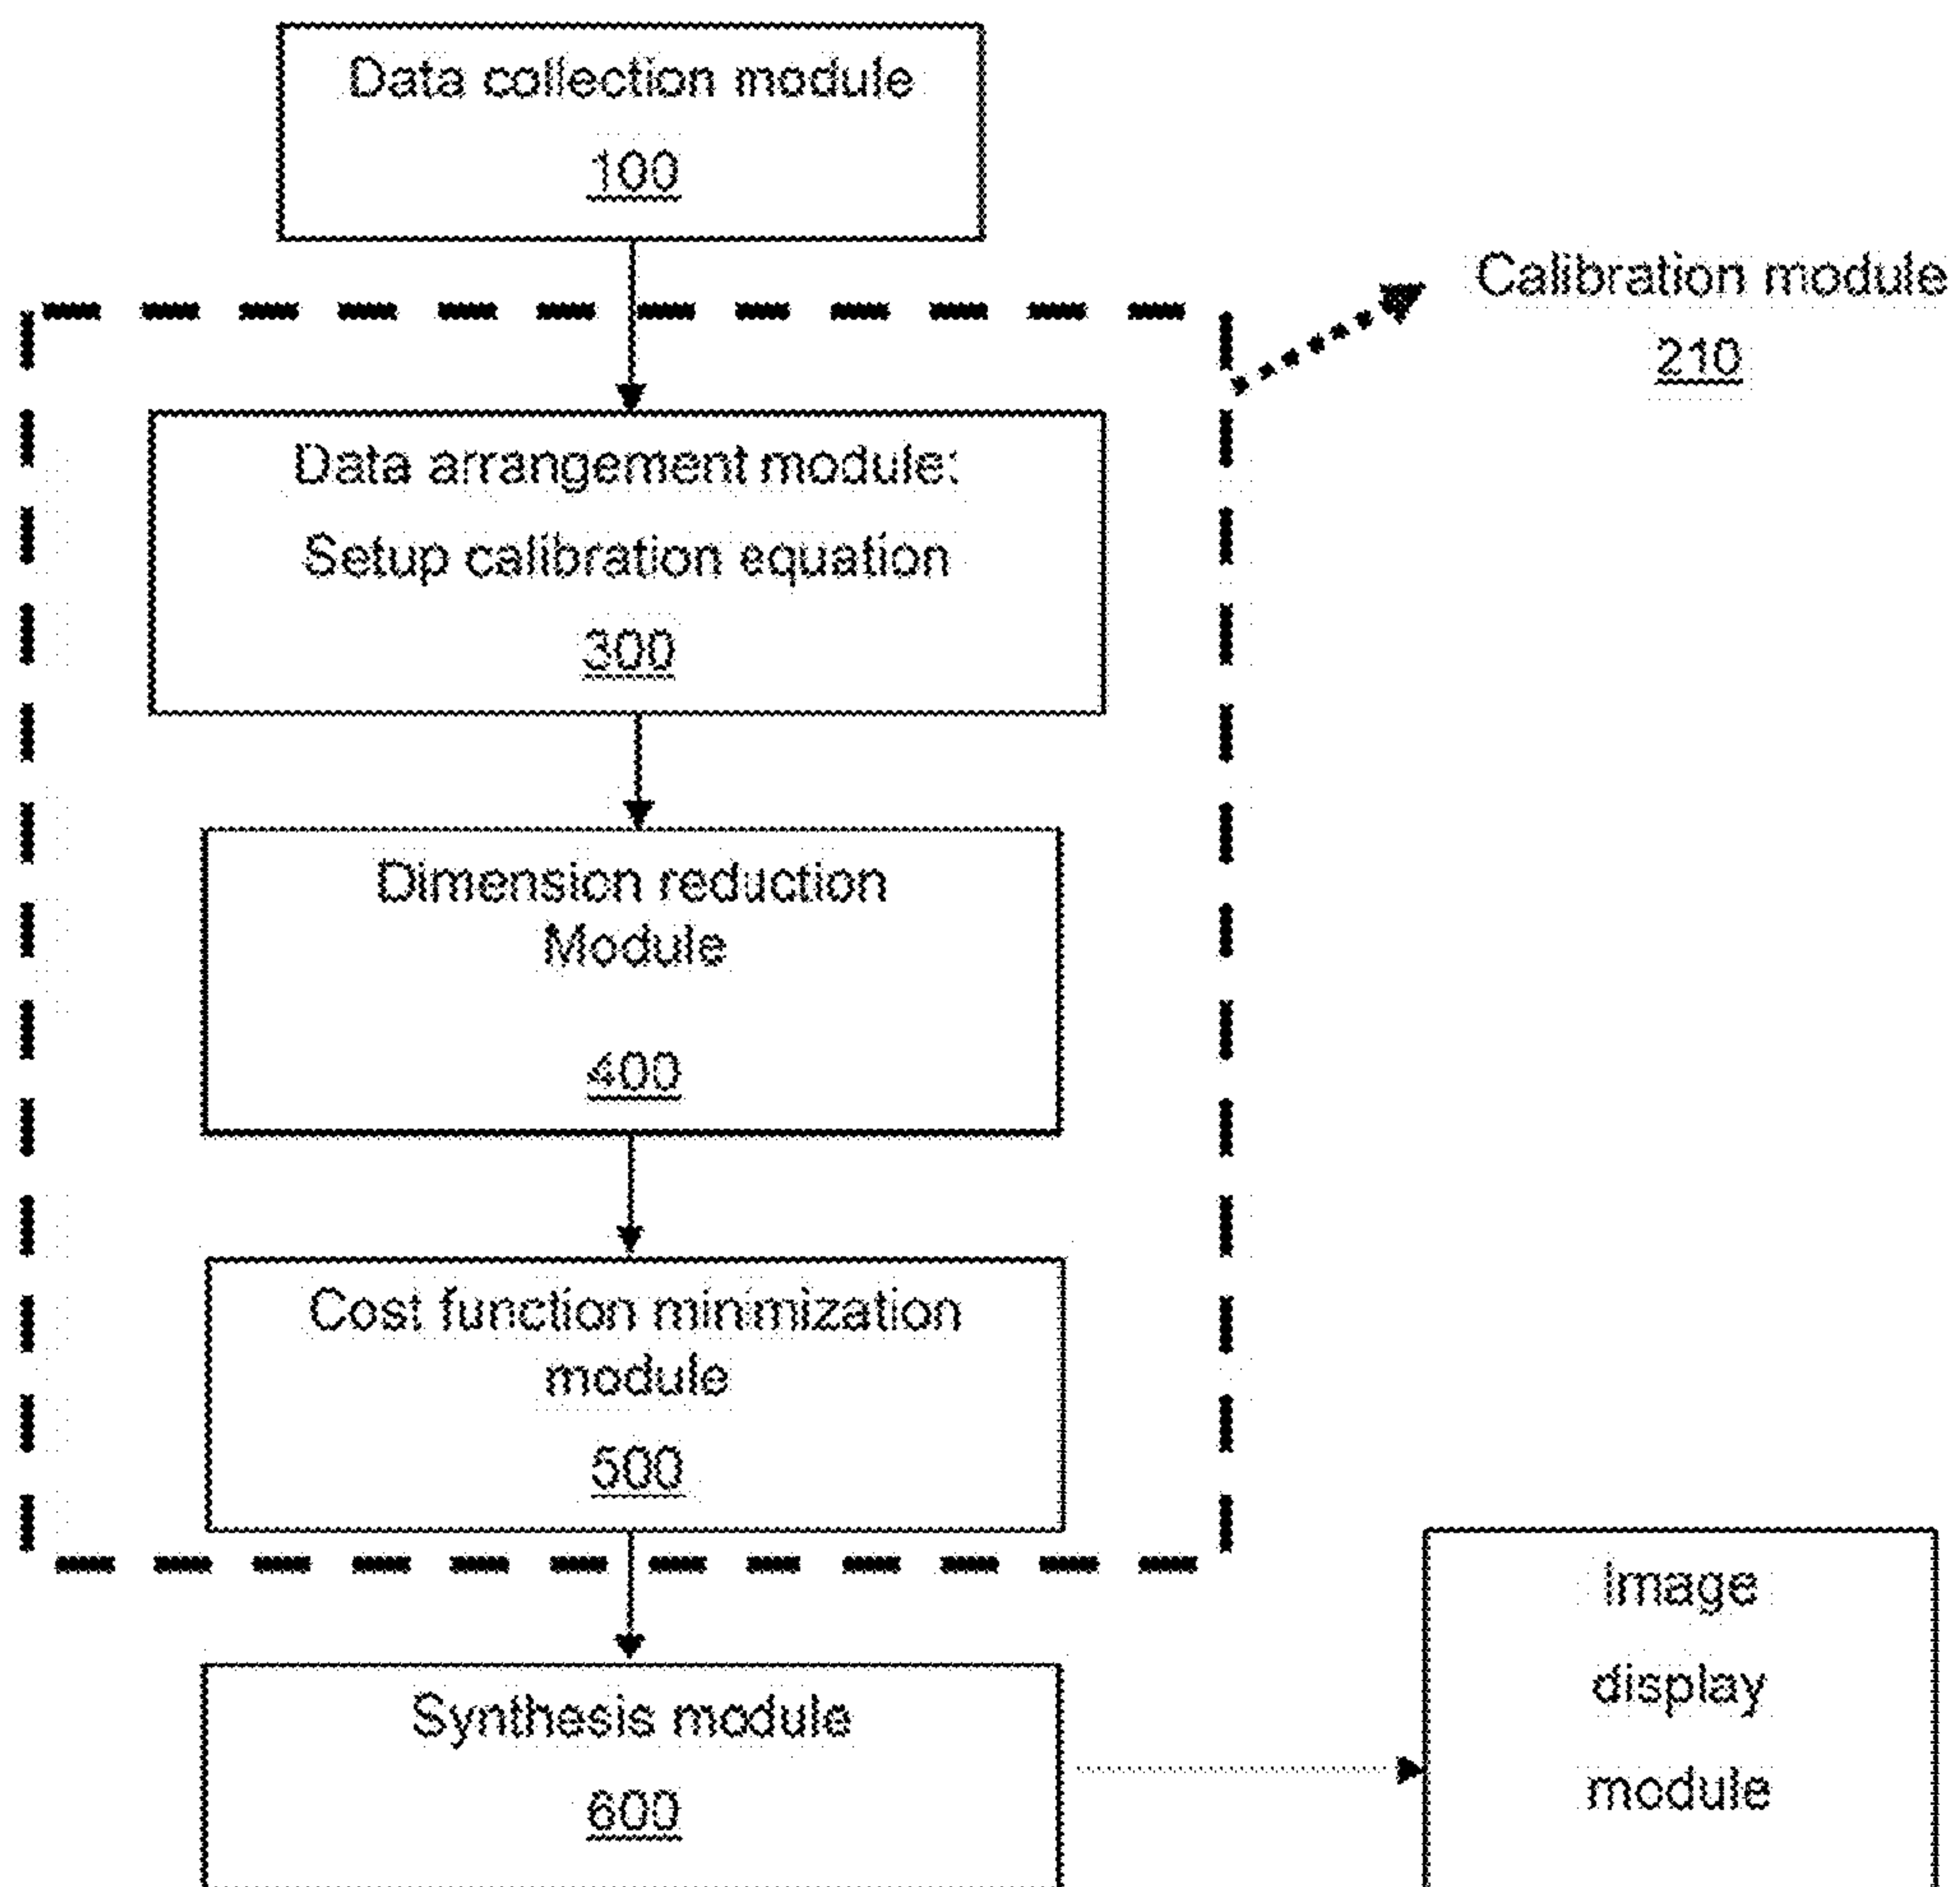 Data collection module
100
Calibration module
210
Data arrangement module:
Setup calibration equation
300
Dimension reduction
Module
400
Cost function minimization
module
500
Synthesis module
600
Image
display
module